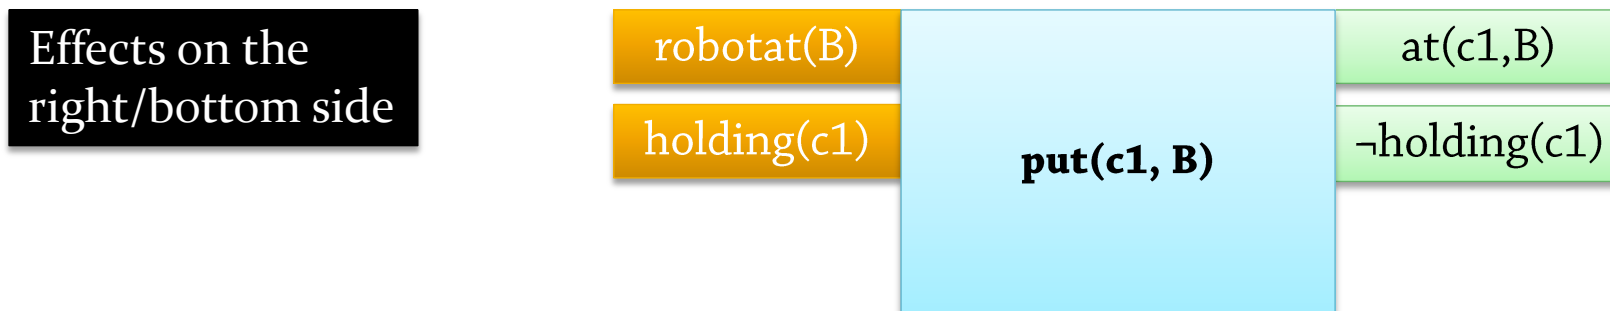 Effects on the
right/bottom side
robotat(B)
holding(c1)
put(c1, B)
at(c1,B)
¬holding(c1)